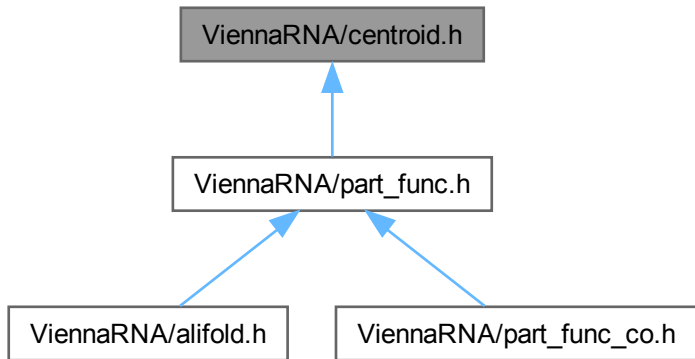 ViennaRNA/centroid.h
ViennaRNA/part_func.h
ViennaRNA/alifold.h
ViennaRNA/part_func_co.h